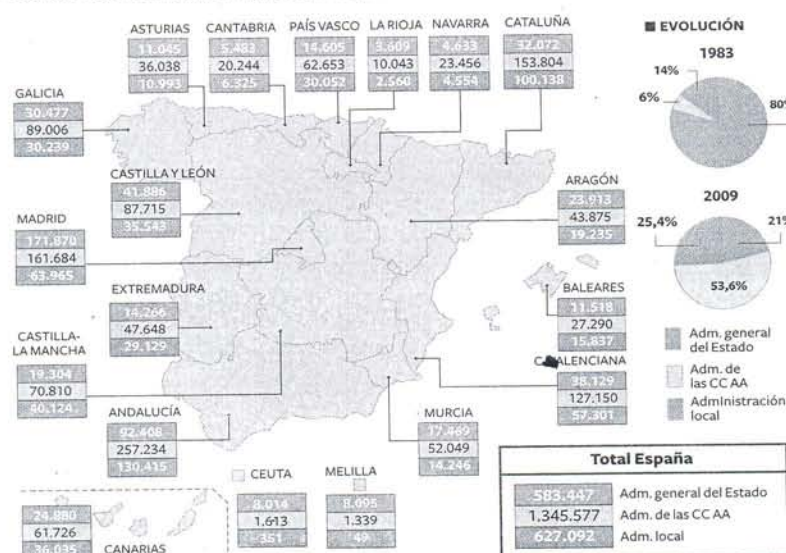 ASTURIAS
11.045
36.038
10.993
CANTABRIA
5.483
20.244
6.325
PAÍS VASCO
14.605
62.653
30.052
LA RIOJA
3.609
10.043
2.560
NAVARRA
4.633
23.456
4.554
CATALUÑA
32.072
153.804
100.138
GALICIA
30.477
89.006
30.239
CASTILLA Y LEÓN
41.886
87.715
35.543
ARAGÓN
23.913
43.875
19.235
MADRID
171.870
161.684
63.965
EXTREMADURA
14.266
47.648
29.129
BALEARES
11.518
27.290
15.837
CASTILLA-
LA MANCHA
19.304
70.810
40.124
VALENCIANA
38.129
127.150
57.301
ANDALUCÍA
92.408
257.234
130.415
MURCIA
17.469
52.049
14.246
CEUTA
8.014
1.613
351
MELILLA
8.095
1.339
49
24.880
61.726
36.035
CANARIAS
EVOLUCIÓN
1983
14%
6%
80%
2009
25,4%
21%
53,6%
Adm. general
del Estado
Adm. de
las CC AA
Administración
local
Total España
583.447 Adm. general del Estado
1.345.577 Adm. de las CC AA
627.092 Adm. local